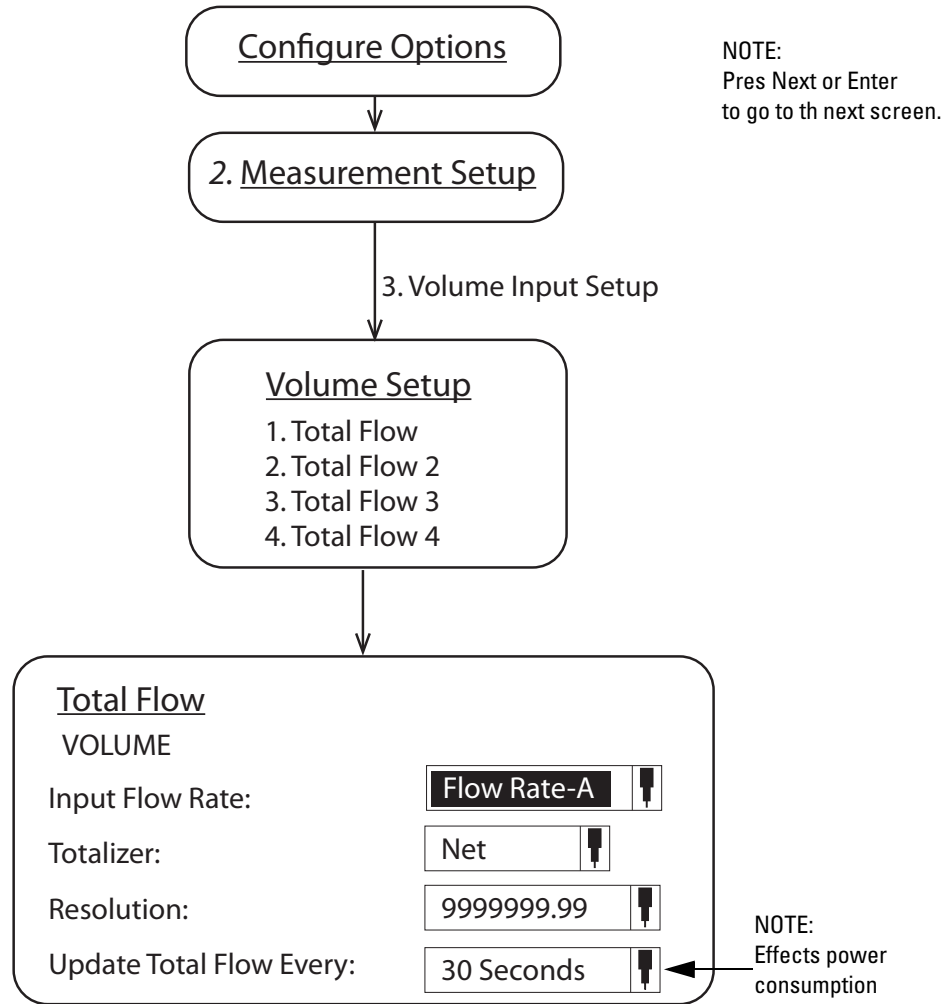 Configure Options
NOTE:
Pres Next or Enter
to go to th next screen.
2. Measurement Setup
3. Volume Input Setup
Volume Setup
1. Total Flow
2. Total Flow 2
3. Total Flow 3
4. Total Flow 4
Total Flow
VOLUME
Input Flow Rate: Flow Rate-A
Totalizer: Net
Resolution: 9999999.99
Update Total Flow Every: 30 Seconds
NOTE:
Effects power
consumption